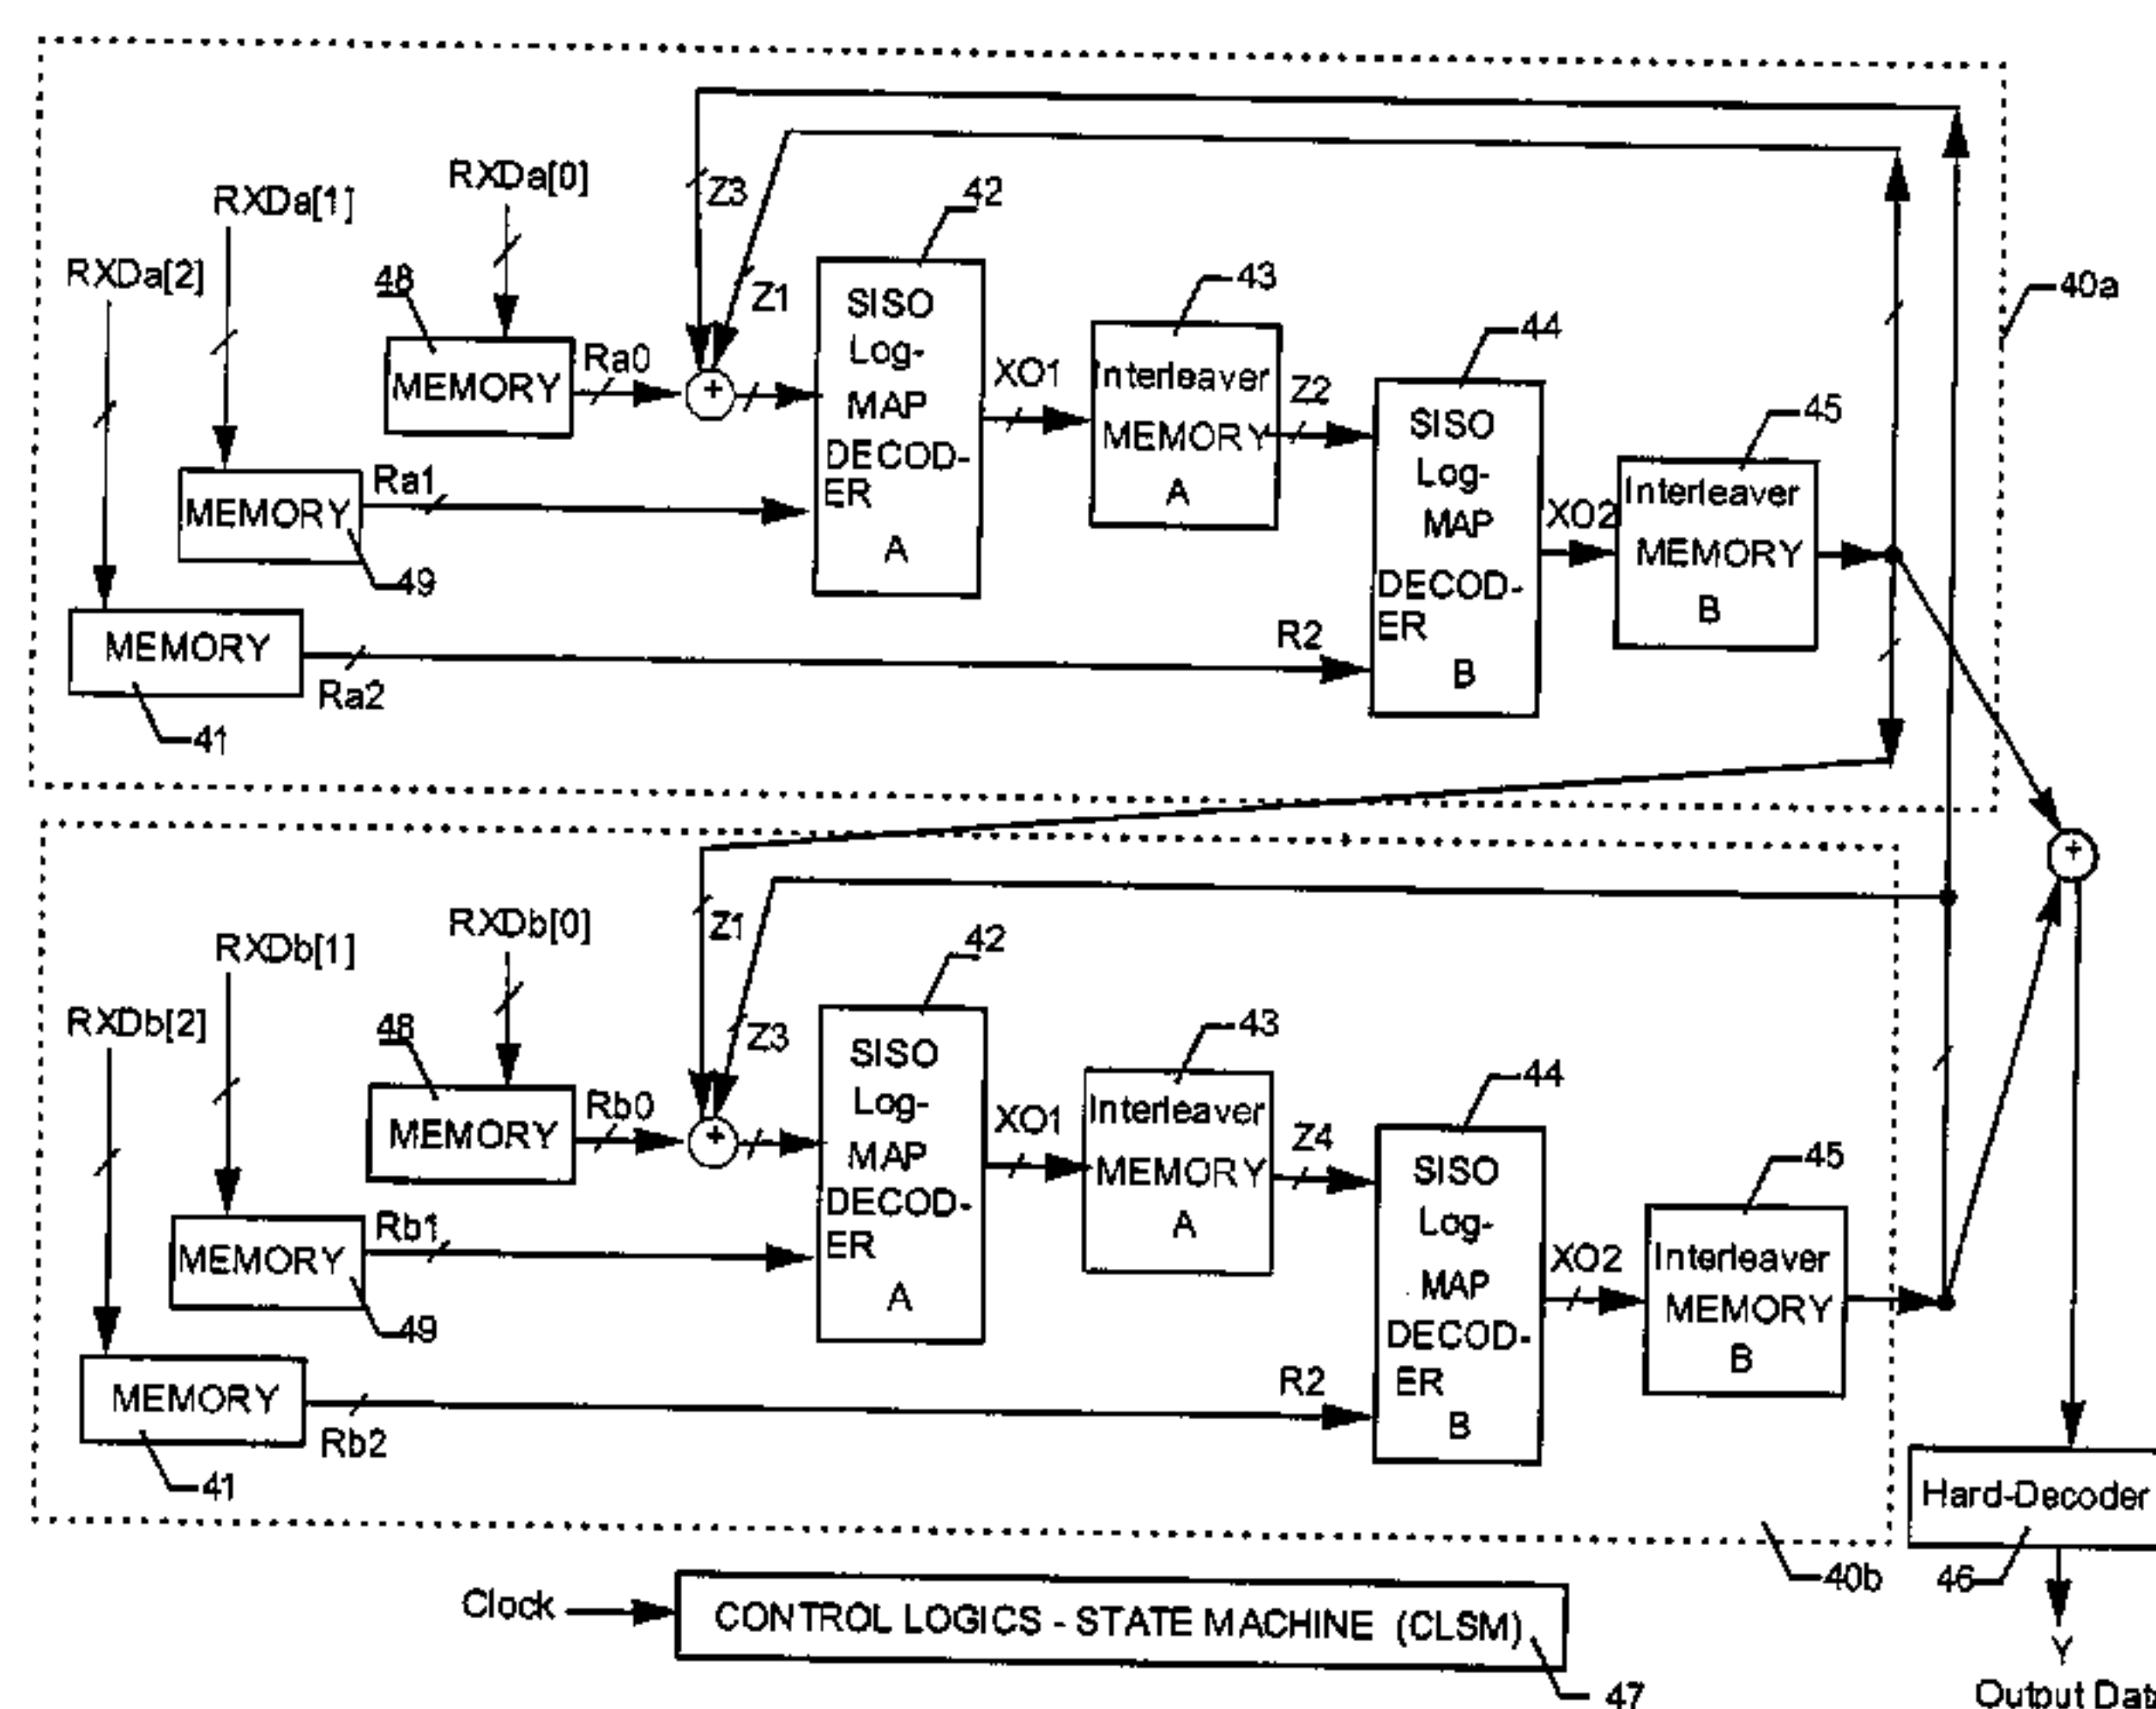 RXDa[0]
RXDa[1]
RXDa[2]
Z3
Z1
42
43
44
45
40a
48
MEMORY
Ra0
+
SISO
Log-
MAP
DECOD-
ER
A
XO1
Interleaver
MEMORY
A
Z2
SISO
Log-
MAP
DECOD-
ER
B
XO2
Interleaver
MEMORY
B
Ra1
MEMORY
49
MEMORY
Ra2
R2
41
+
RXDb[0]
RXDb[1]
RXDb[2]
Z1
Z3
42
43
44
45
48
MEMORY
Rb0
+
SISO
Log-
MAP
DECOD-
ER
A
XO1
Interleaver
MEMORY
A
Z4
SISO
Log-
MAP
DECOD-
ER
B
XO2
Interleaver
MEMORY
B
Rb1
MEMORY
49
MEMORY
Rb2
R2
41
Hard-Decoder
46
40b
Clock
CONTROL LOGICS - STATE MACHINE (CLSM)
47
Y
Output Dat